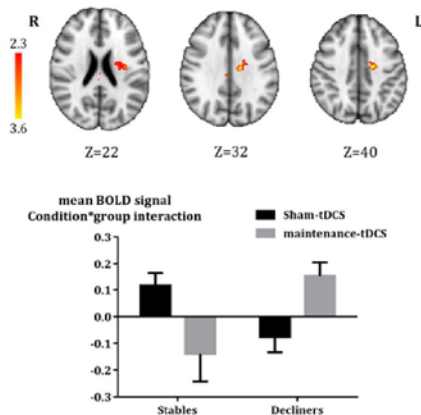 R
L
2.3
3.6
Z=22 Z=32 Z=40
mean BOLD signal
Condition*group interaction
Sham-tDCS
maintenance-tDCS
0.3
0.2
0.1
0.0
-0.1
-0.2
-0.3
Stables Decliners